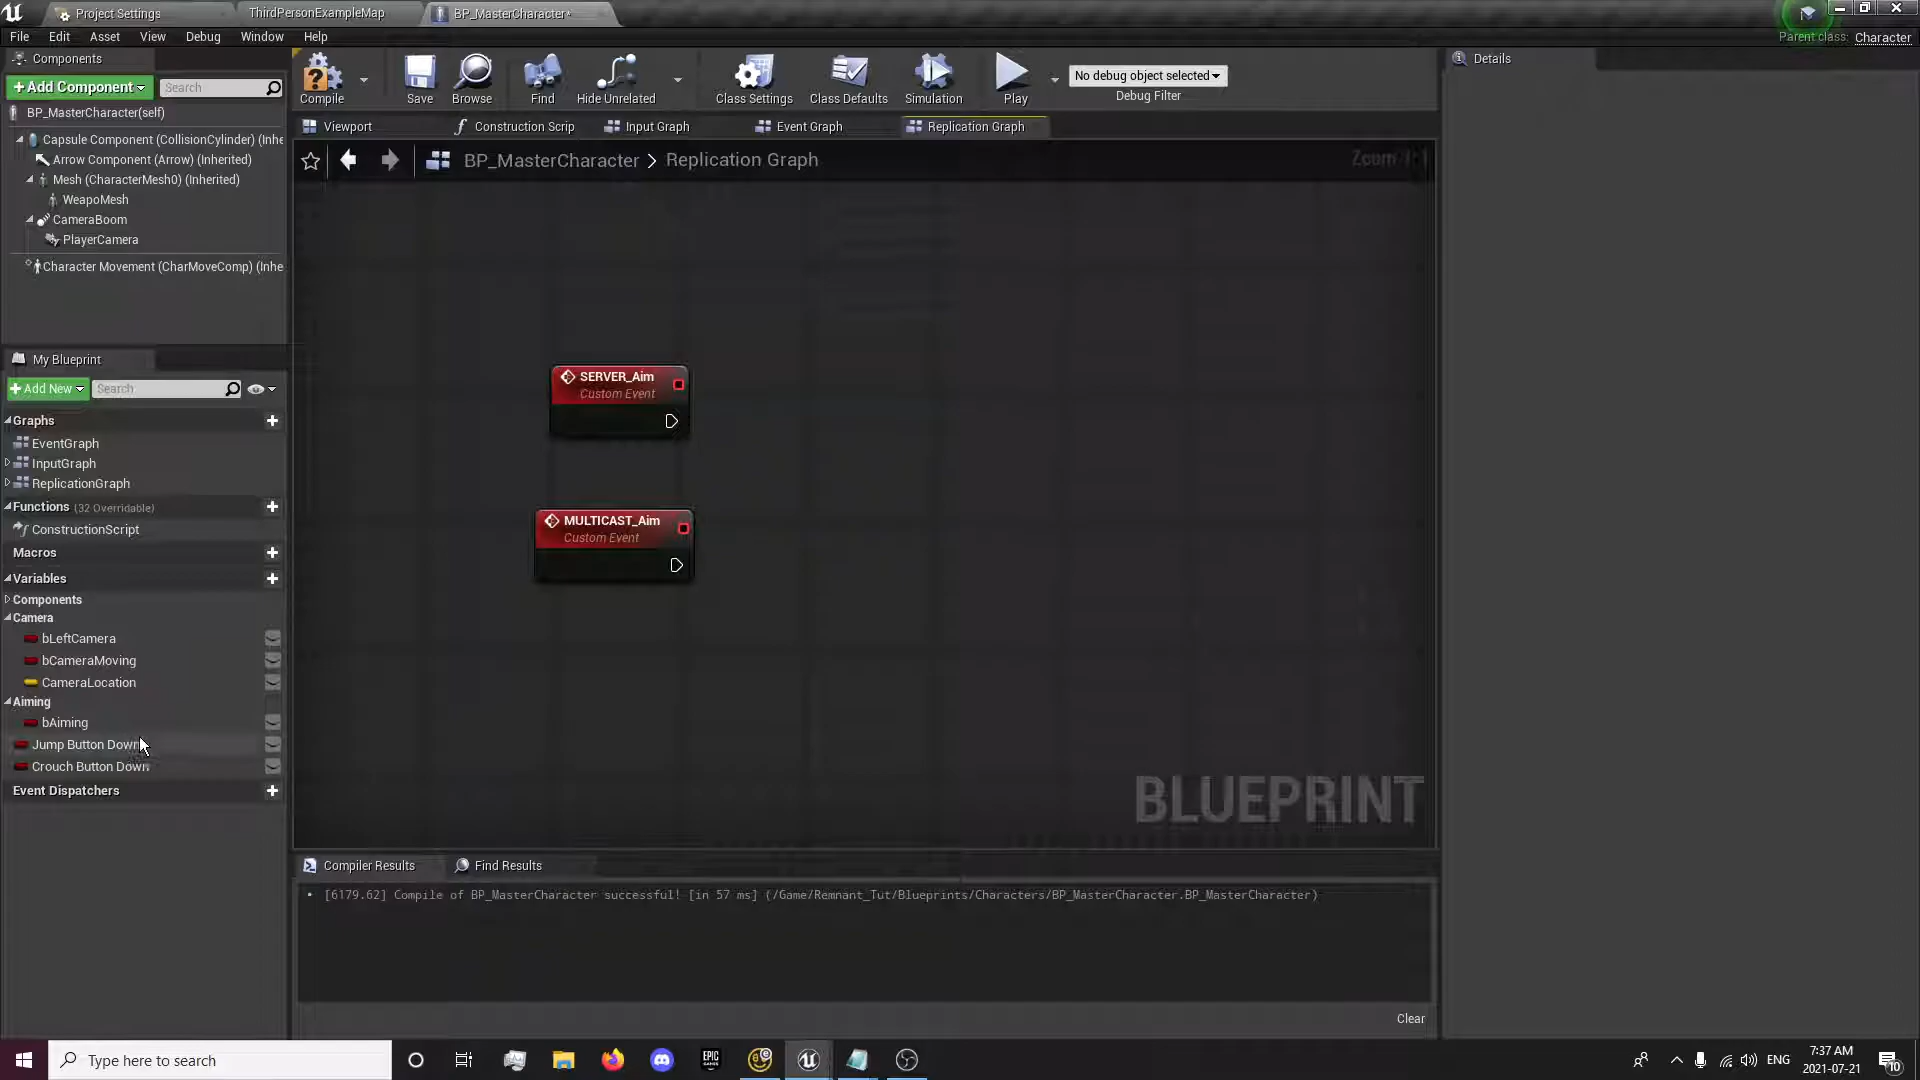 Project Settings
ThirdPersonExampleMap
BP_MasterCharacter*
File Edit Asset View Debug Window Help
Parent class: Character
Components
+Add Component
Search
BP_MasterCharacter(self)
Capsule Component (CollisionCylinder) (Inhe
Arrow Component (Arrow) (Inherited)
Mesh (CharacterMesh0) (Inherited)
WeapoMesh
CameraBoom
PlayerCamera
Character Movement (CharMoveComp) (Inhe
Compile
Save
Browse
Find
Hide Unrelated
Class Settings
Class Defaults
Simulation
Play
No debug object selected
Debug Filter
Details
Viewport
Construction Scrip
Input Graph
Event Graph
Replication Graph
BP_MasterCharacter > Replication Graph
Zoom 1:1
SERVER_Aim
Custom Event
MULTICAST_Aim
Custom Event
BLUEPRINT
My Blueprint
+Add New
Search
Graphs
EventGraph
InputGraph
ReplicationGraph
Functions (32 Overridable)
ConstructionScript
Macros
Variables
Components
Camera
bLeftCamera
bCameraMoving
CameraLocation
Aiming
bAiming
Jump Button Down
Crouch Button Down
Event Dispatchers
Compiler Results
Find Results
[6179.62] Compile of BP_MasterCharacter successful! [in 57 ms] (/Game/Remnant_Tut/Blueprints/Characters/BP_MasterCharacter.BP_MasterCharacter)
Clear
Type here to search
EPIC GAMES
ENG
7:37 AM
2021-07-21
10